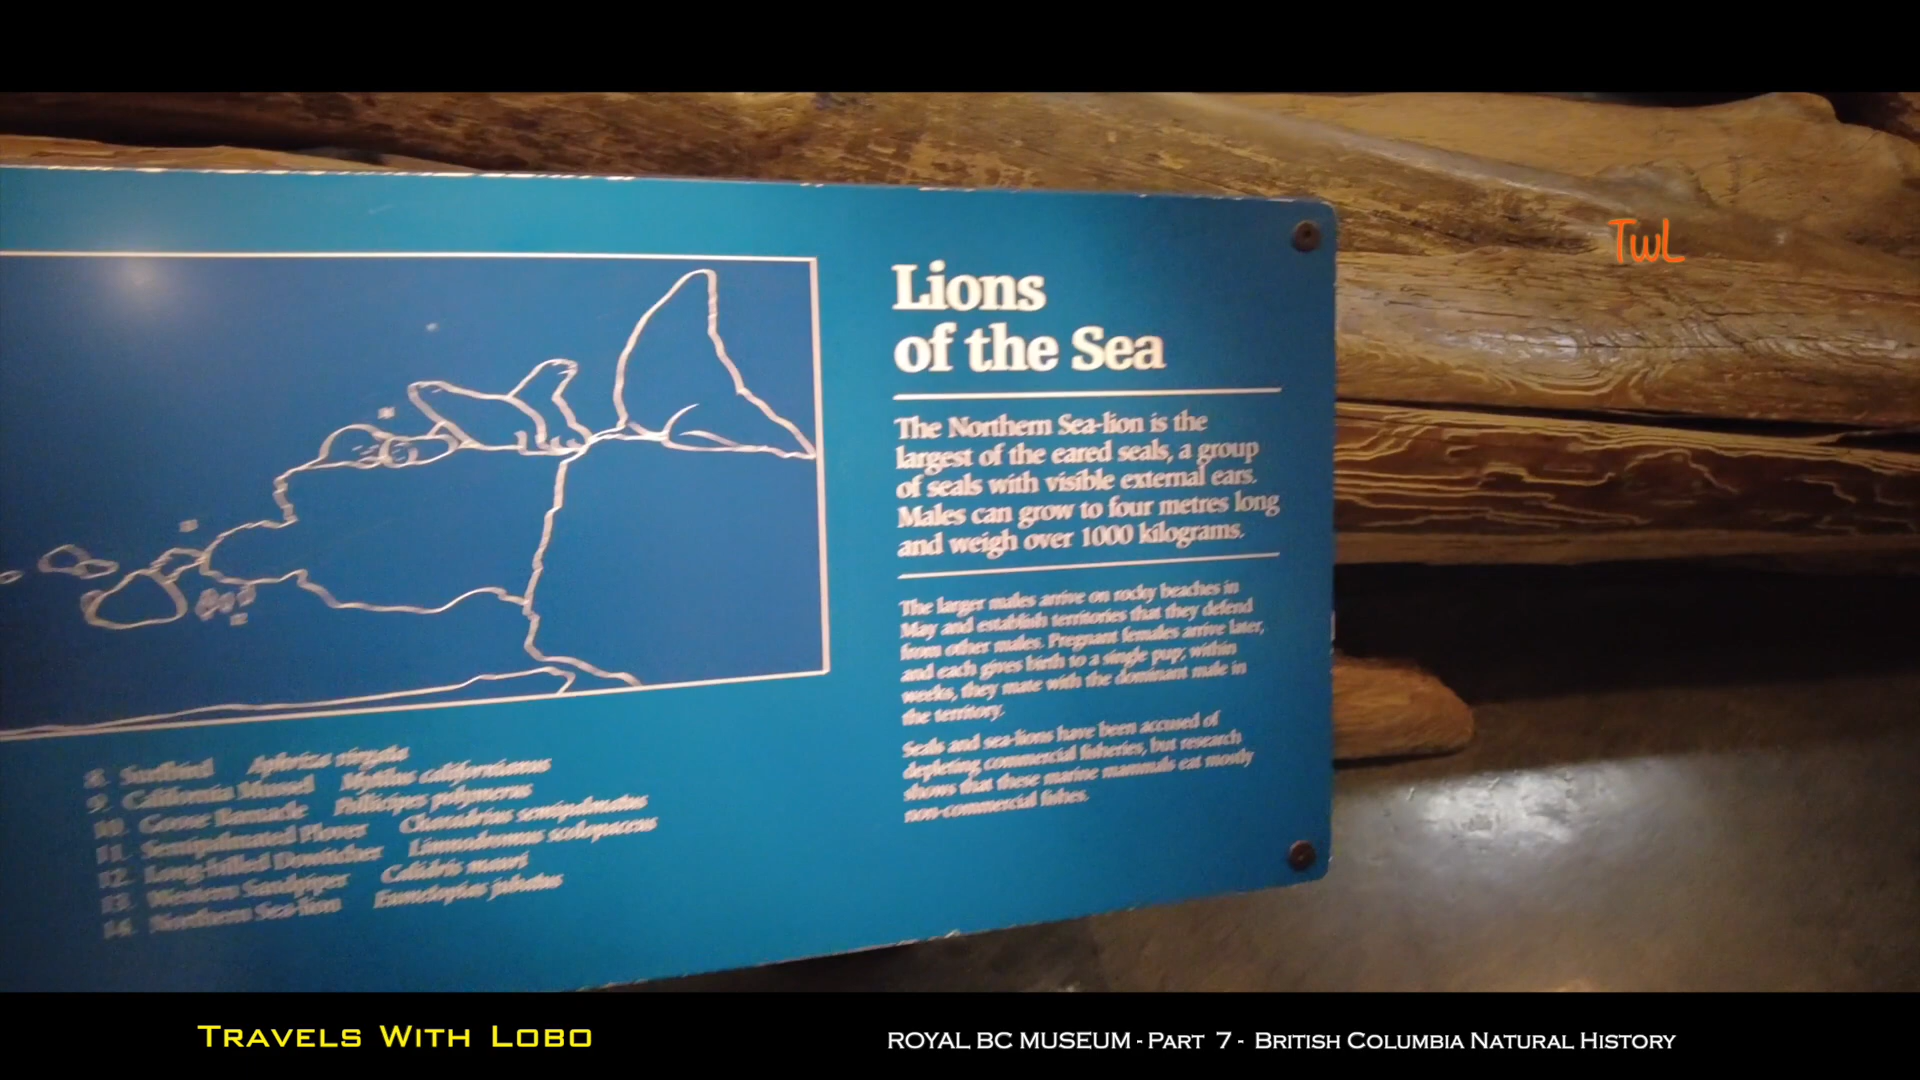 TwL
Lions
of the Sea
The Northern Sea-lion is the
largest of the eared seals, a group
of seals with visible external ears.
Males can grow to four metres long
and weigh over 1000 kilograms.
The larger males arrive on rocky beaches in
May and establish territories that they defend
from other males. Pregnant females arrive later,
and each gives birth to a single pup; within
weeks, they mate with the dominant male in
the territory.
Seals and sea-lions have been accused of
depleting commercial fisheries, but research
shows that these marine mammals eat mostly
non-commercial fishes.
8. Surfbird Aphriza virgata
9. California Mussel Mytilus californianus
10. Goose Barnacle Pollicipes polymerus
11. Semipalmated Plover Charadrius semipalmatus
12. Long-billed Dowitcher Limnodromus scolopaceus
13. Western Sandpiper Calidris mauri
14. Northern Sea-lion Eumetopias jubatus
TRAVELS WITH LOBO
ROYAL BC MUSEUM - PART 7 - BRITISH COLUMBIA NATURAL HISTORY